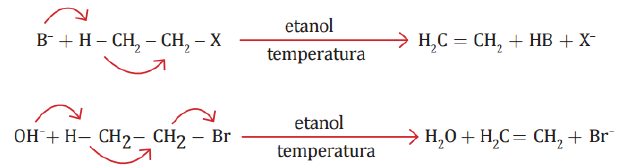 etanol
B⁻ + H – CH₂ – CH₂ – X H₂C = CH₂ + HB + X⁻
temperatura
etanol
OH⁻ + H– CH2– CH2 – Br H₂O + H₂C = CH₂ + Br⁻
temperatura